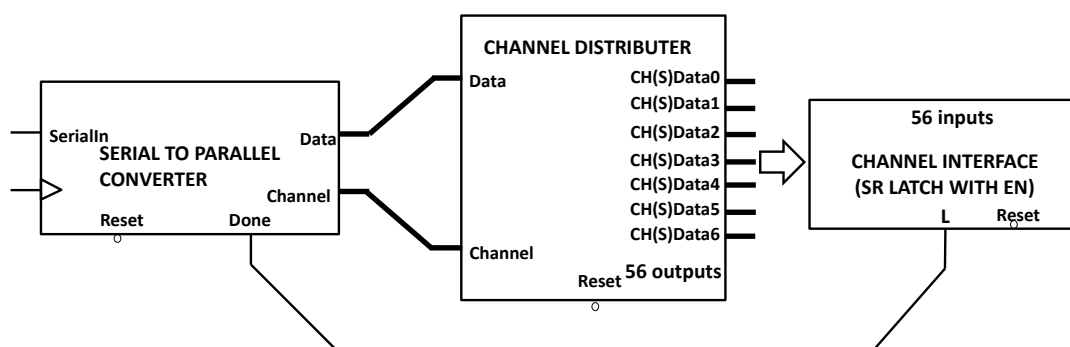 SerialIn
SERIAL TO PARALLEL
CONVERTER
Data
Channel
Reset
Done
CHANNEL DISTRIBUTER
Data
Channel
CH(S)Data0
CH(S)Data1
CH(S)Data2
CH(S)Data3
CH(S)Data4
CH(S)Data5
CH(S)Data6
56 outputs
Reset
56 inputs
CHANNEL INTERFACE
(SR LATCH WITH EN)
L
Reset